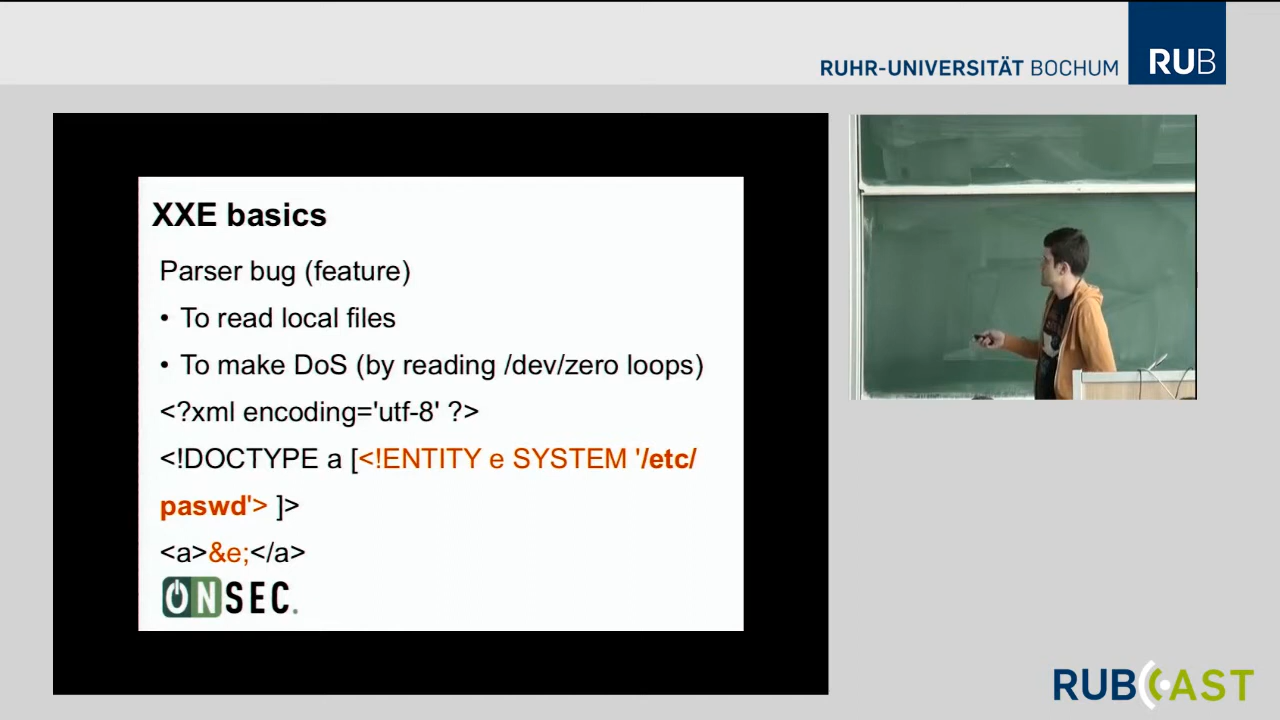 RUHR-UNIVERSITÄT BOCHUM
RUB
XXE basics
Parser bug (feature)
• To read local files
• To make DoS (by reading /dev/zero loops)
<?xml encoding='utf-8' ?>
<!DOCTYPE a [<!ENTITY e SYSTEM '/etc/
paswd'> ]>
<a>&e;</a>
ONSEC.
RUBCAST